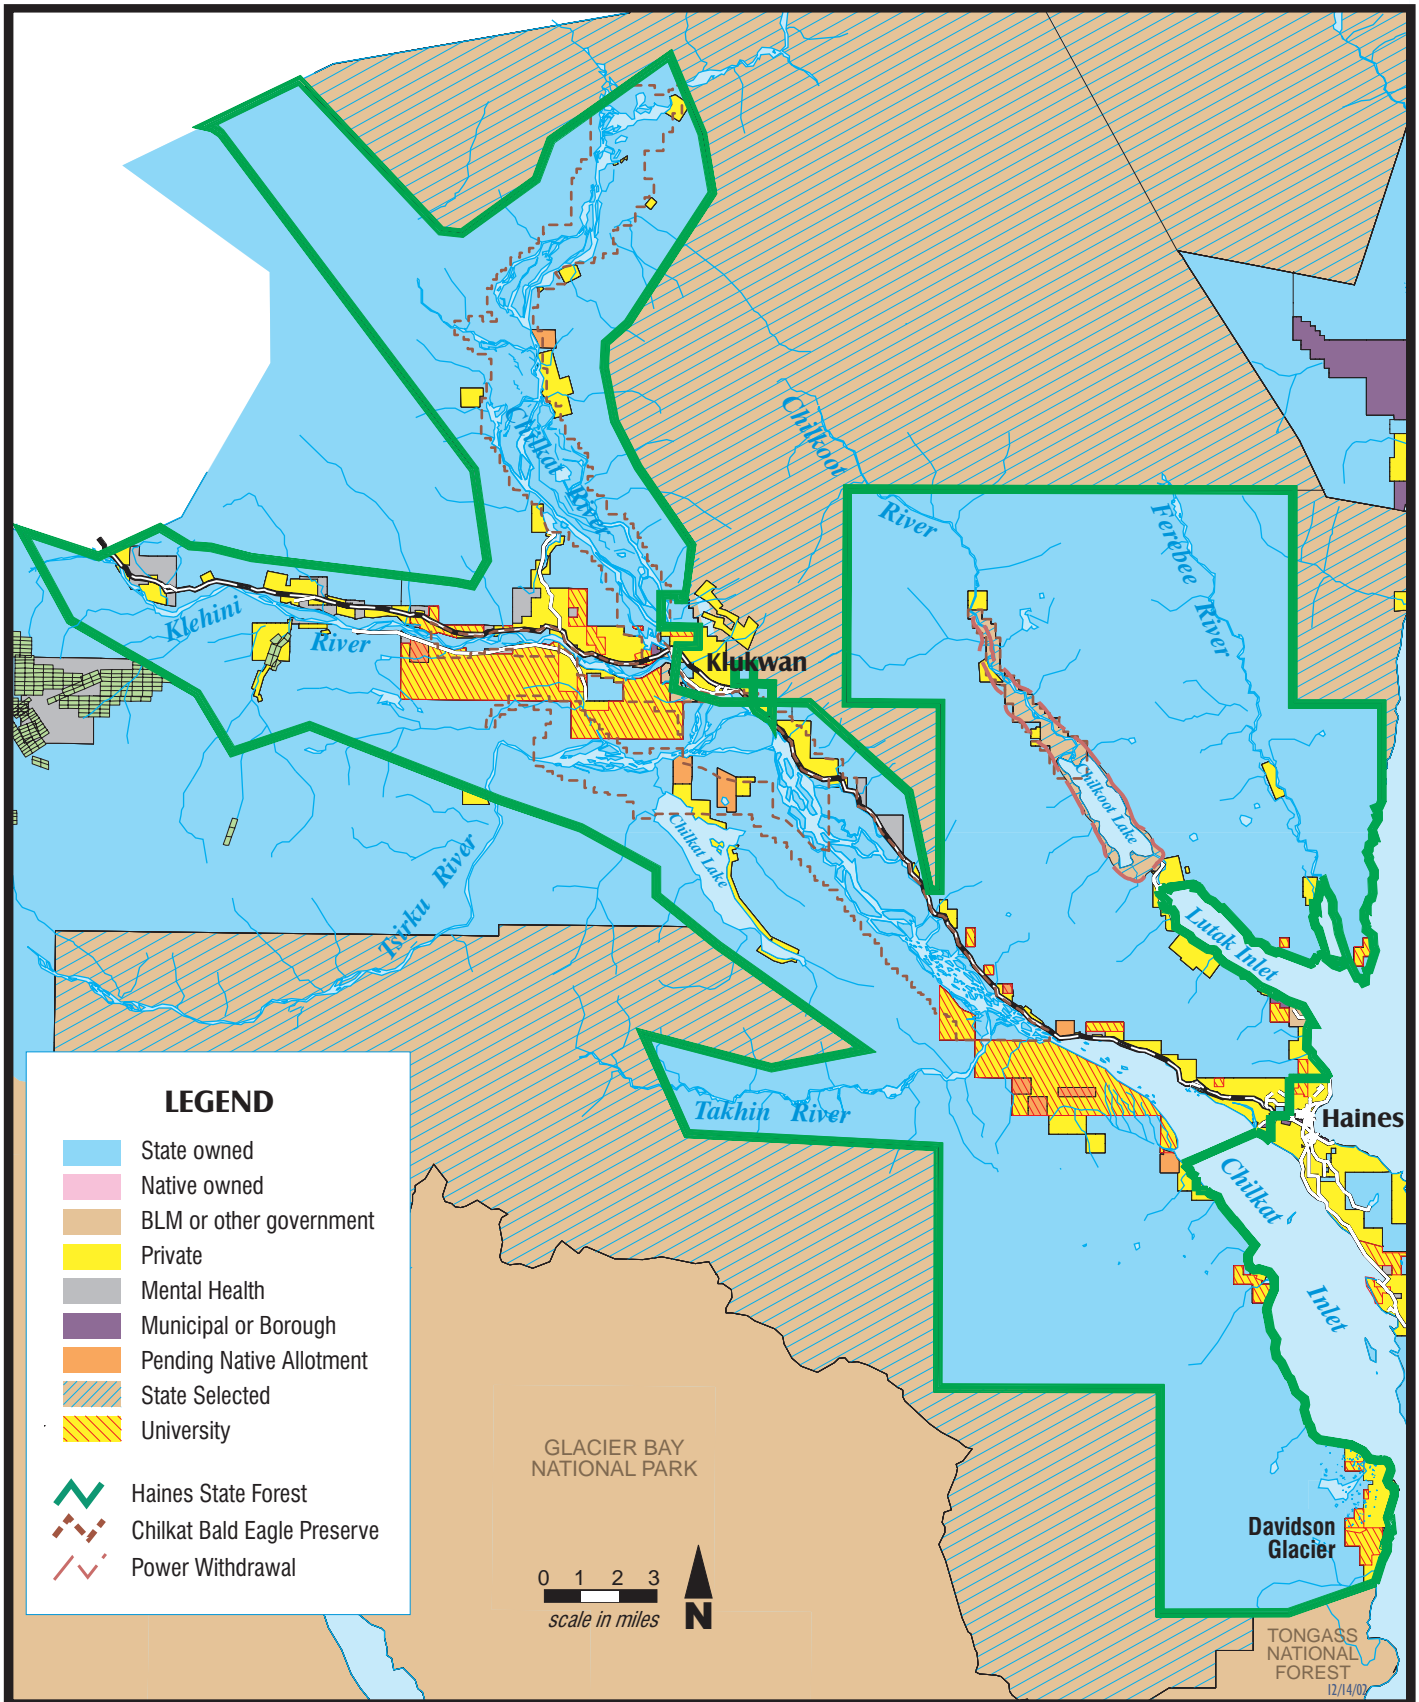 Chilkoot
River
Ferebee
River
Chilkat
River
Klehini
River
Klukwan
Chilkoot Lake
Chilkat Lake
Tsirku
River
Lutak Inlet
Takhin River
Haines
Chilkat
Inlet
LEGEND
State owned
Native owned
BLM or other government
Private
Mental Health
Municipal or Borough
Pending Native Allotment
State Selected
University
Haines State Forest
Chilkat Bald Eagle Preserve
Power Withdrawal
GLACIER BAY
NATIONAL PARK
0 1 2 3
scale in miles
N
Davidson
Glacier
TONGASS
NATIONAL
FOREST
12/14/02